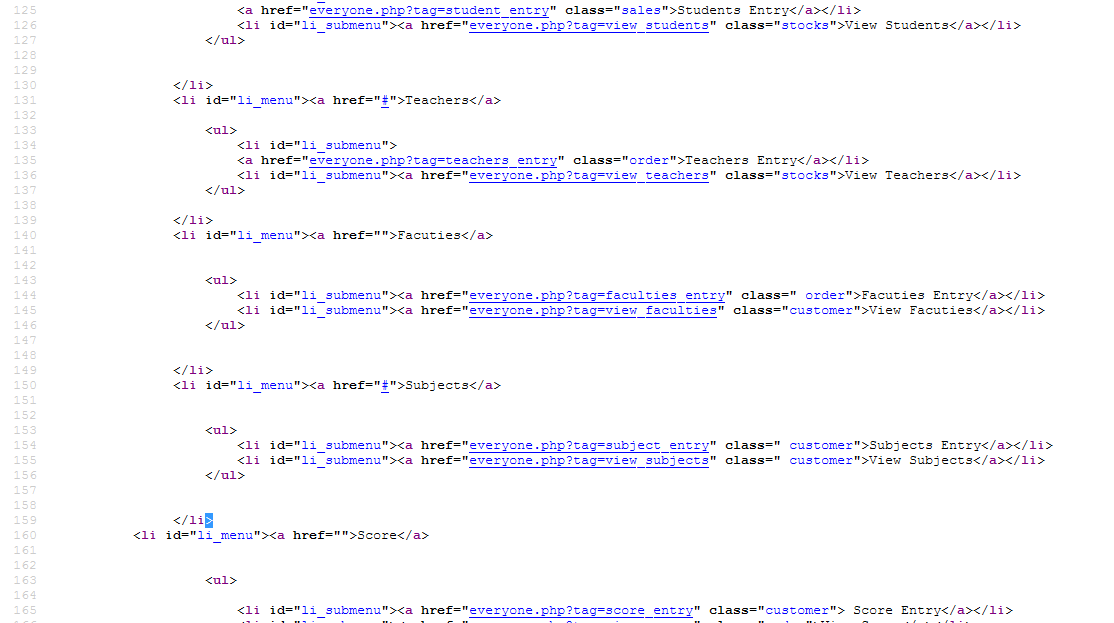 125 <a href="everyone.php?tag=student_entry" class="sales">Students Entry</a></li>
126 <li id="li_submenu"><a href="everyone.php?tag=view_students" class="stocks">View Students</a></li>
127 </ul>
128
129
130 </li>
131 <li id="li_menu"><a href="#">Teachers</a>
132
133 <ul>
134 <li id="li_submenu">
135 <a href="everyone.php?tag=teachers_entry" class="order">Teachers Entry</a></li>
136 <li id="li_submenu"><a href="everyone.php?tag=view_teachers" class="stocks">View Teachers</a></li>
137 </ul>
138
139 </li>
140 <li id="li_menu"><a href="">Facuties</a>
141
142
143 <ul>
144 <li id="li_submenu"><a href="everyone.php?tag=faculties_entry" class=" order">Facuties Entry</a></li>
145 <li id="li_submenu"><a href="everyone.php?tag=view_faculties" class="customer">View Facuties</a></li>
146 </ul>
147
148
149 </li>
150 <li id="li_menu"><a href="#">Subjects</a>
151
152
153 <ul>
154 <li id="li_submenu"><a href="everyone.php?tag=subject_entry" class=" customer">Subjects Entry</a></li>
155 <li id="li_submenu"><a href="everyone.php?tag=view_subjects" class=" customer">View Subjects</a></li>
156 </ul>
157
158
159 </li>
160 <li id="li_menu"><a href="">Score</a>
161
162
163 <ul>
164
165 <li id="li_submenu"><a href="everyone.php?tag=score_entry" class="customer"> Score Entry</a></li>